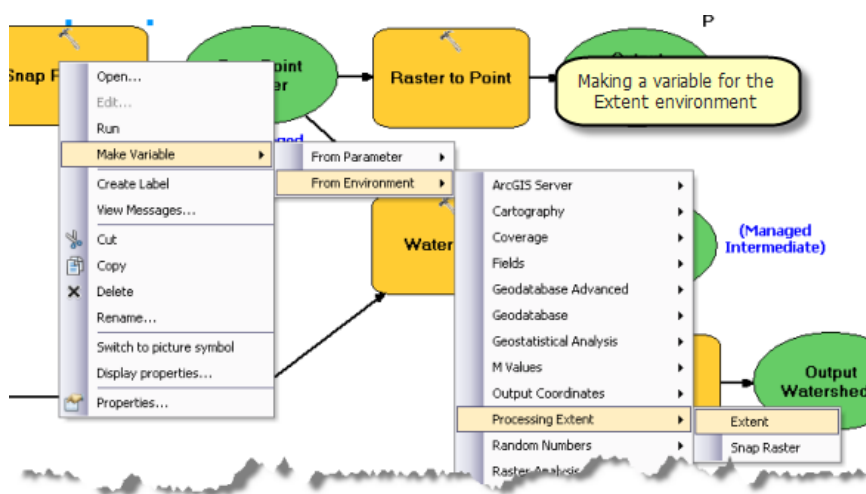 P
Snap P
Point
er
Raster to Point
Making a variable for the
Extent environment
Open...
Edit...
Run
Make Variable
Create Label
View Messages...
Cut
Copy
Delete
Rename...
Switch to picture symbol
Display properties...
Properties...
From Parameter
From Environment
ArcGIS Server
Cartography
Coverage
Fields
Geodatabase Advanced
Geodatabase
Geostatistical Analysis
M Values
Output Coordinates
Processing Extent
Random Numbers
Raster Analysis
Extent
Snap Raster
Water
(Managed
Intermediate)
Output
Watershed